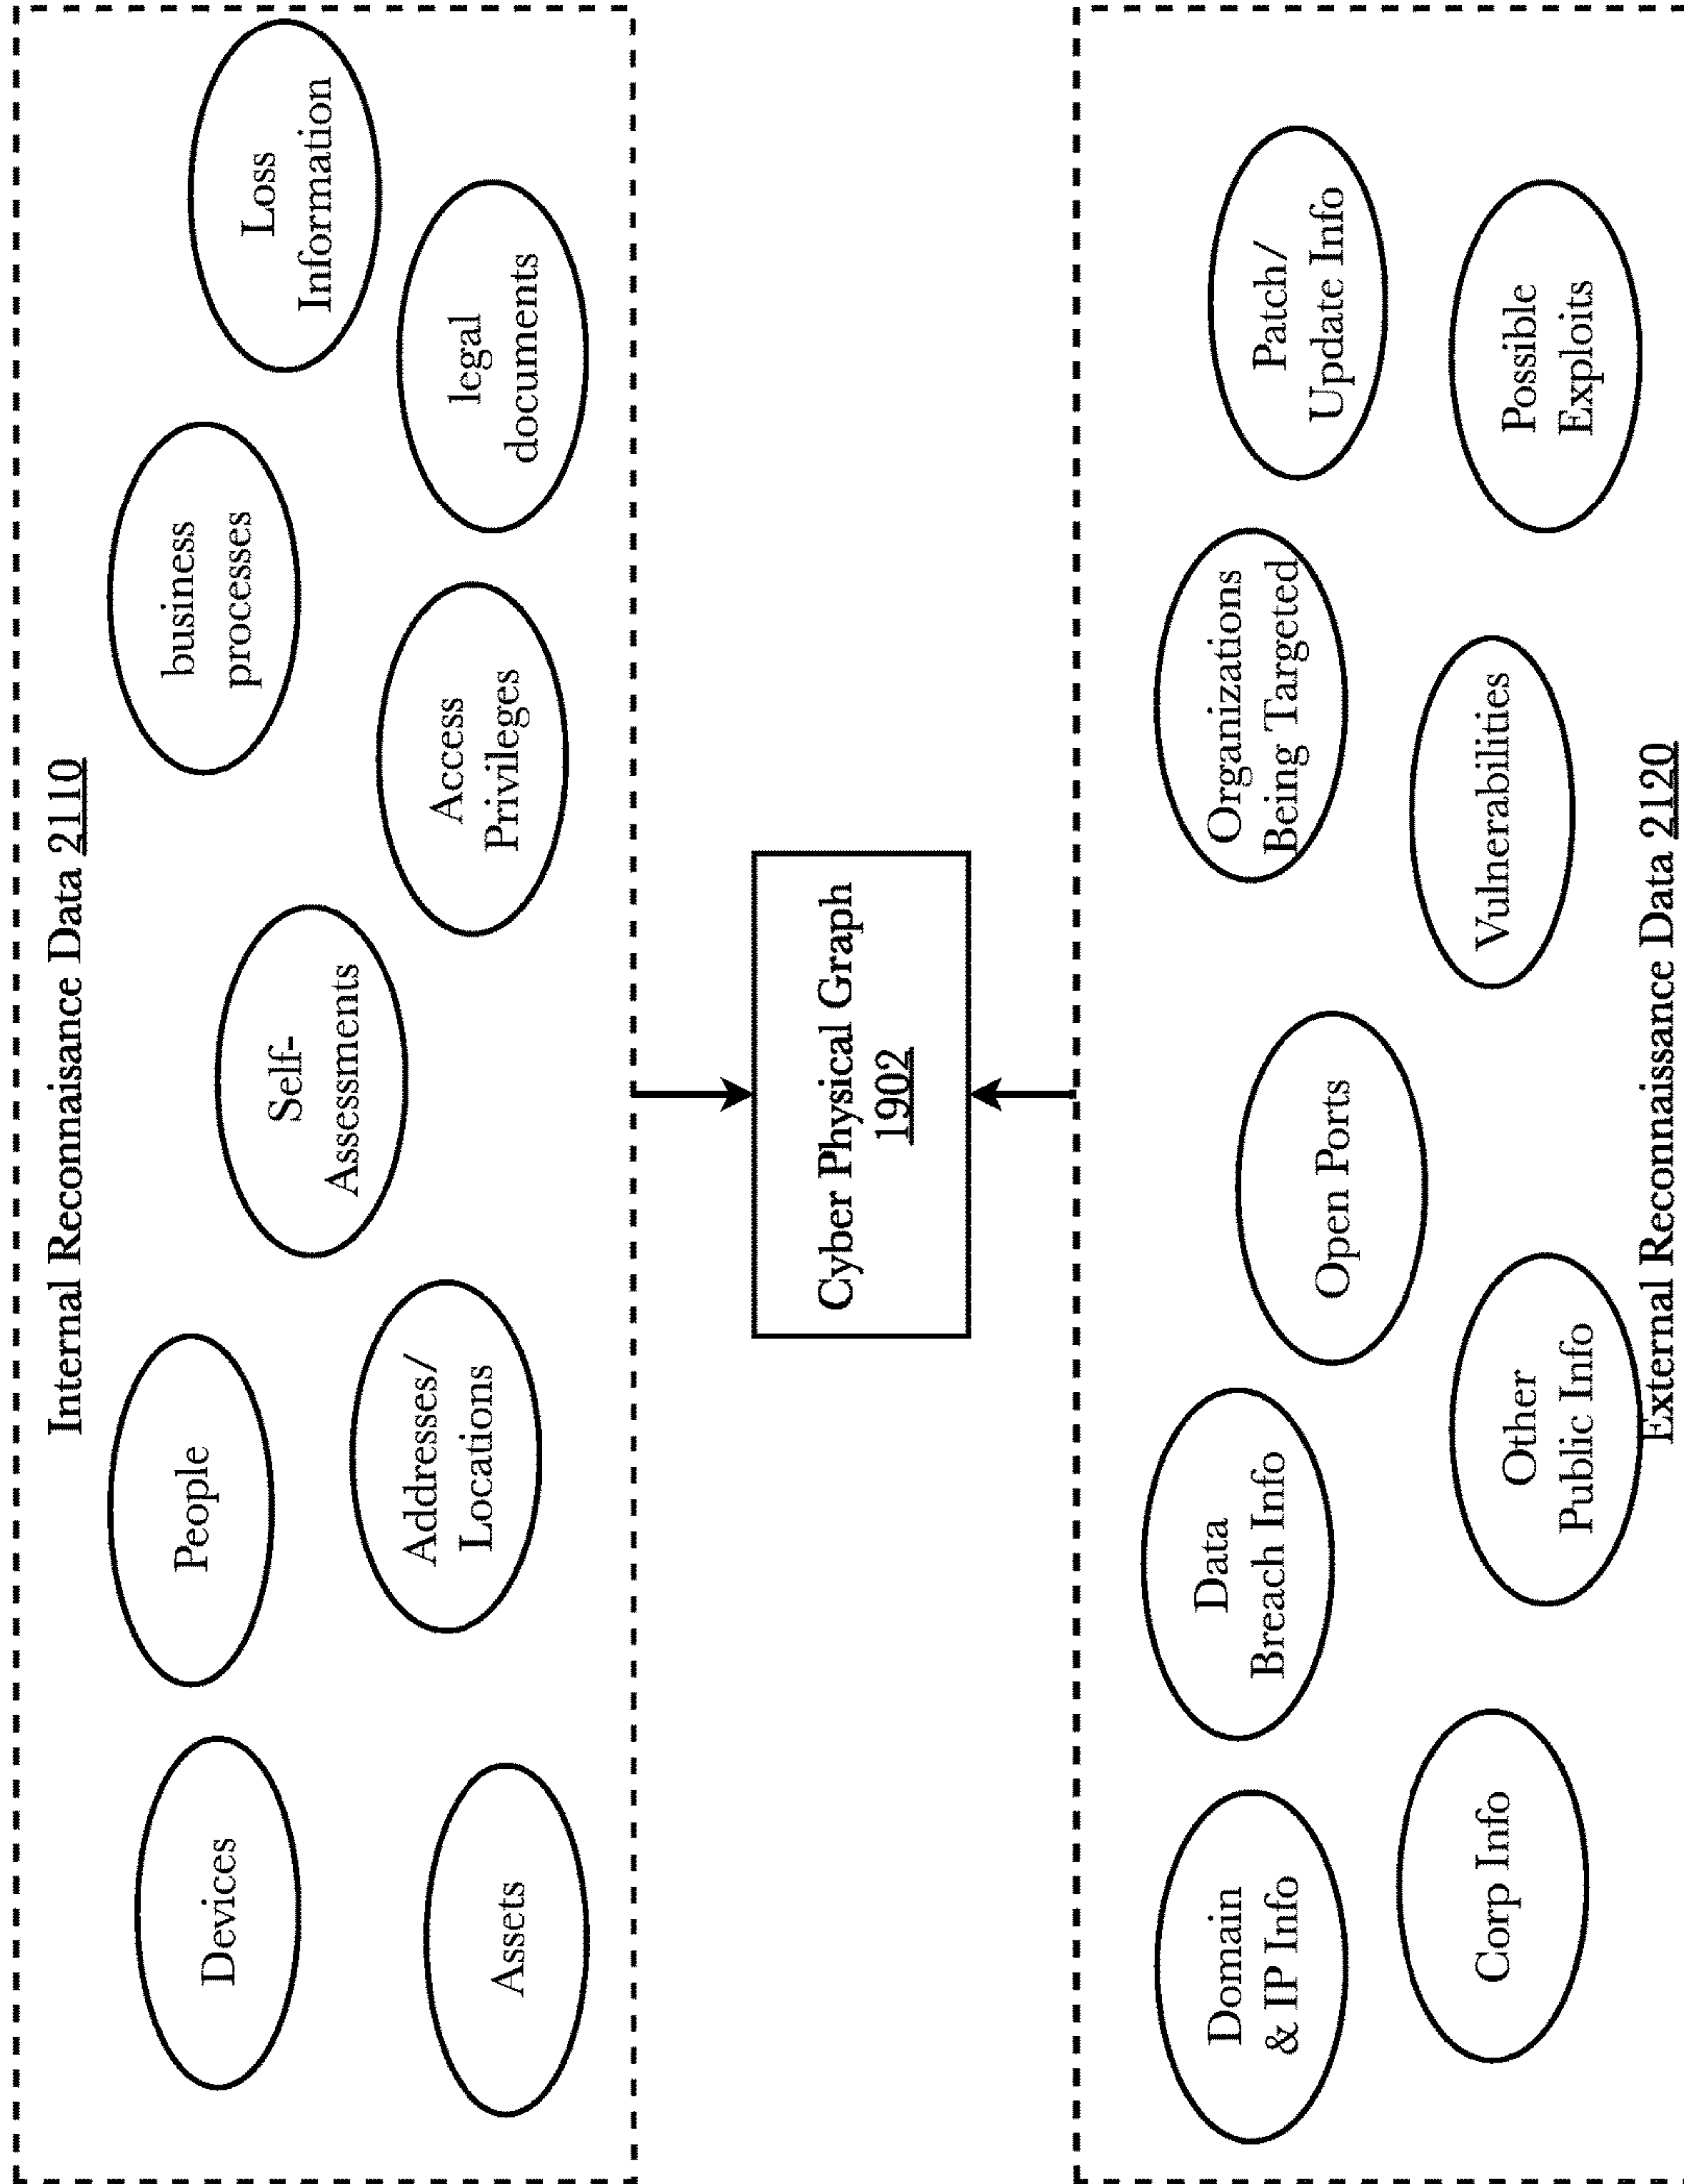 Internal Reconnaisance Data 2110
Devices
People
business
processes
Loss
Information
Self-
Assessments
Assets
Addresses/
Locations
Access
Privileges
legal
documents
Cyber Physical Graph
1902
Domain
& IP Info
Data
Breach Info
Organizations
Being Targeted
Patch/
Update Info
Open Ports
Corp Info
Other
Public Info
Vulnerabilities
Possible
Exploits
External Reconnaissance Data 2120